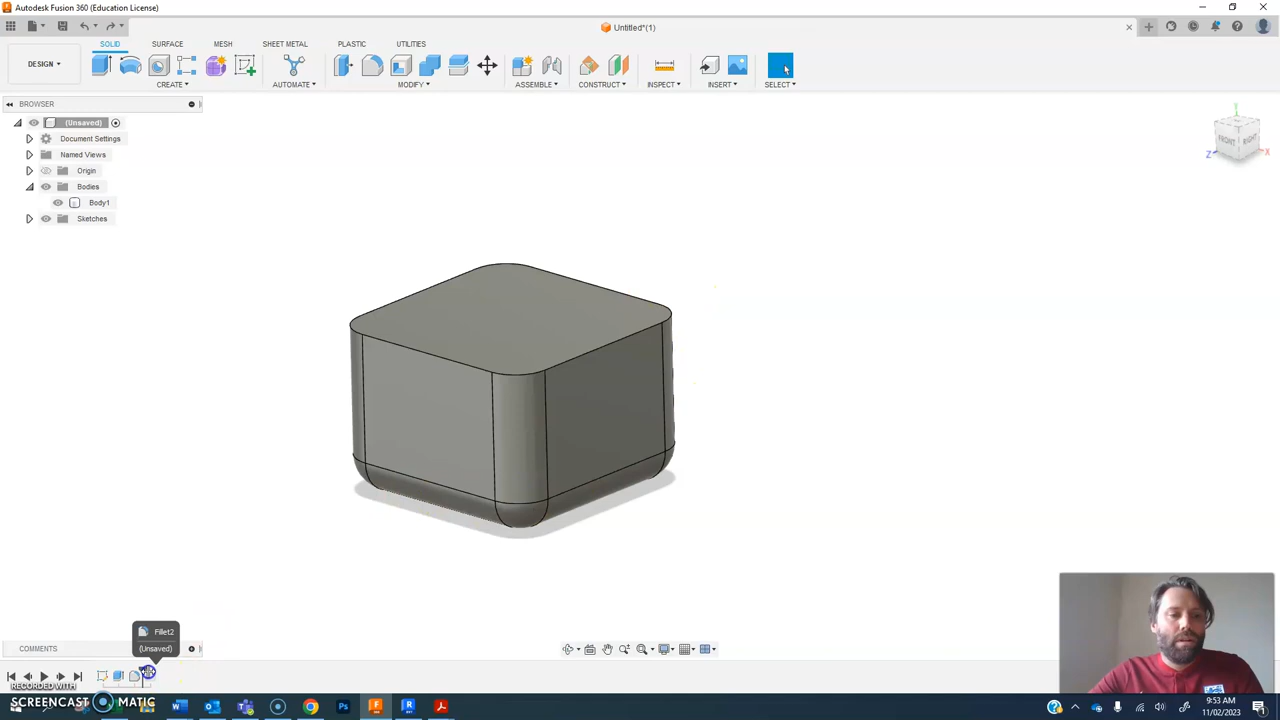 Autodesk Fusion 360 (Education License)
Untitled*(1)
SOLID SURFACE MESH SHEET METAL PLASTIC UTILITIES
DESIGN
CREATE AUTOMATE MODIFY ASSEMBLE CONSTRUCT INSPECT INSERT SELECT
BROWSER
(Unsaved)
Document Settings
Named Views
Origin
Bodies
Body1
Sketches
Y
FRONT RIGHT
Z X
Fillet2
(Unsaved)
COMMENTS
RECORDED WITH
SCREENCAST MATIC
9:53 AM
11/02/2023